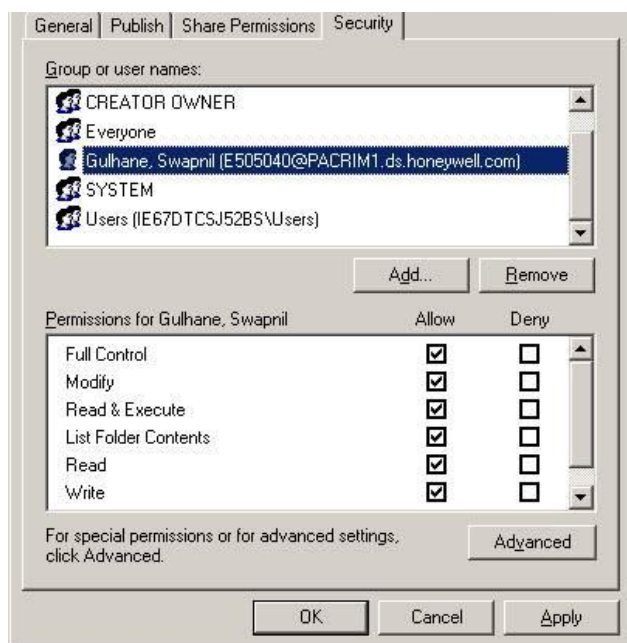 General Publish Share Permissions Security
Group or user names:
CREATOR OWNER
Everyone
Gulhane, Swapnil (E505040@PACRIM1.ds.honeywell.com)
SYSTEM
Users (IE67DTCSJ52BS\Users)
Add... Remove
Permissions for Gulhane, Swapnil Allow Deny
Full Control
Modify
Read & Execute
List Folder Contents
Read
Write
For special permissions or for advanced settings,
click Advanced.
Advanced
OK Cancel Apply